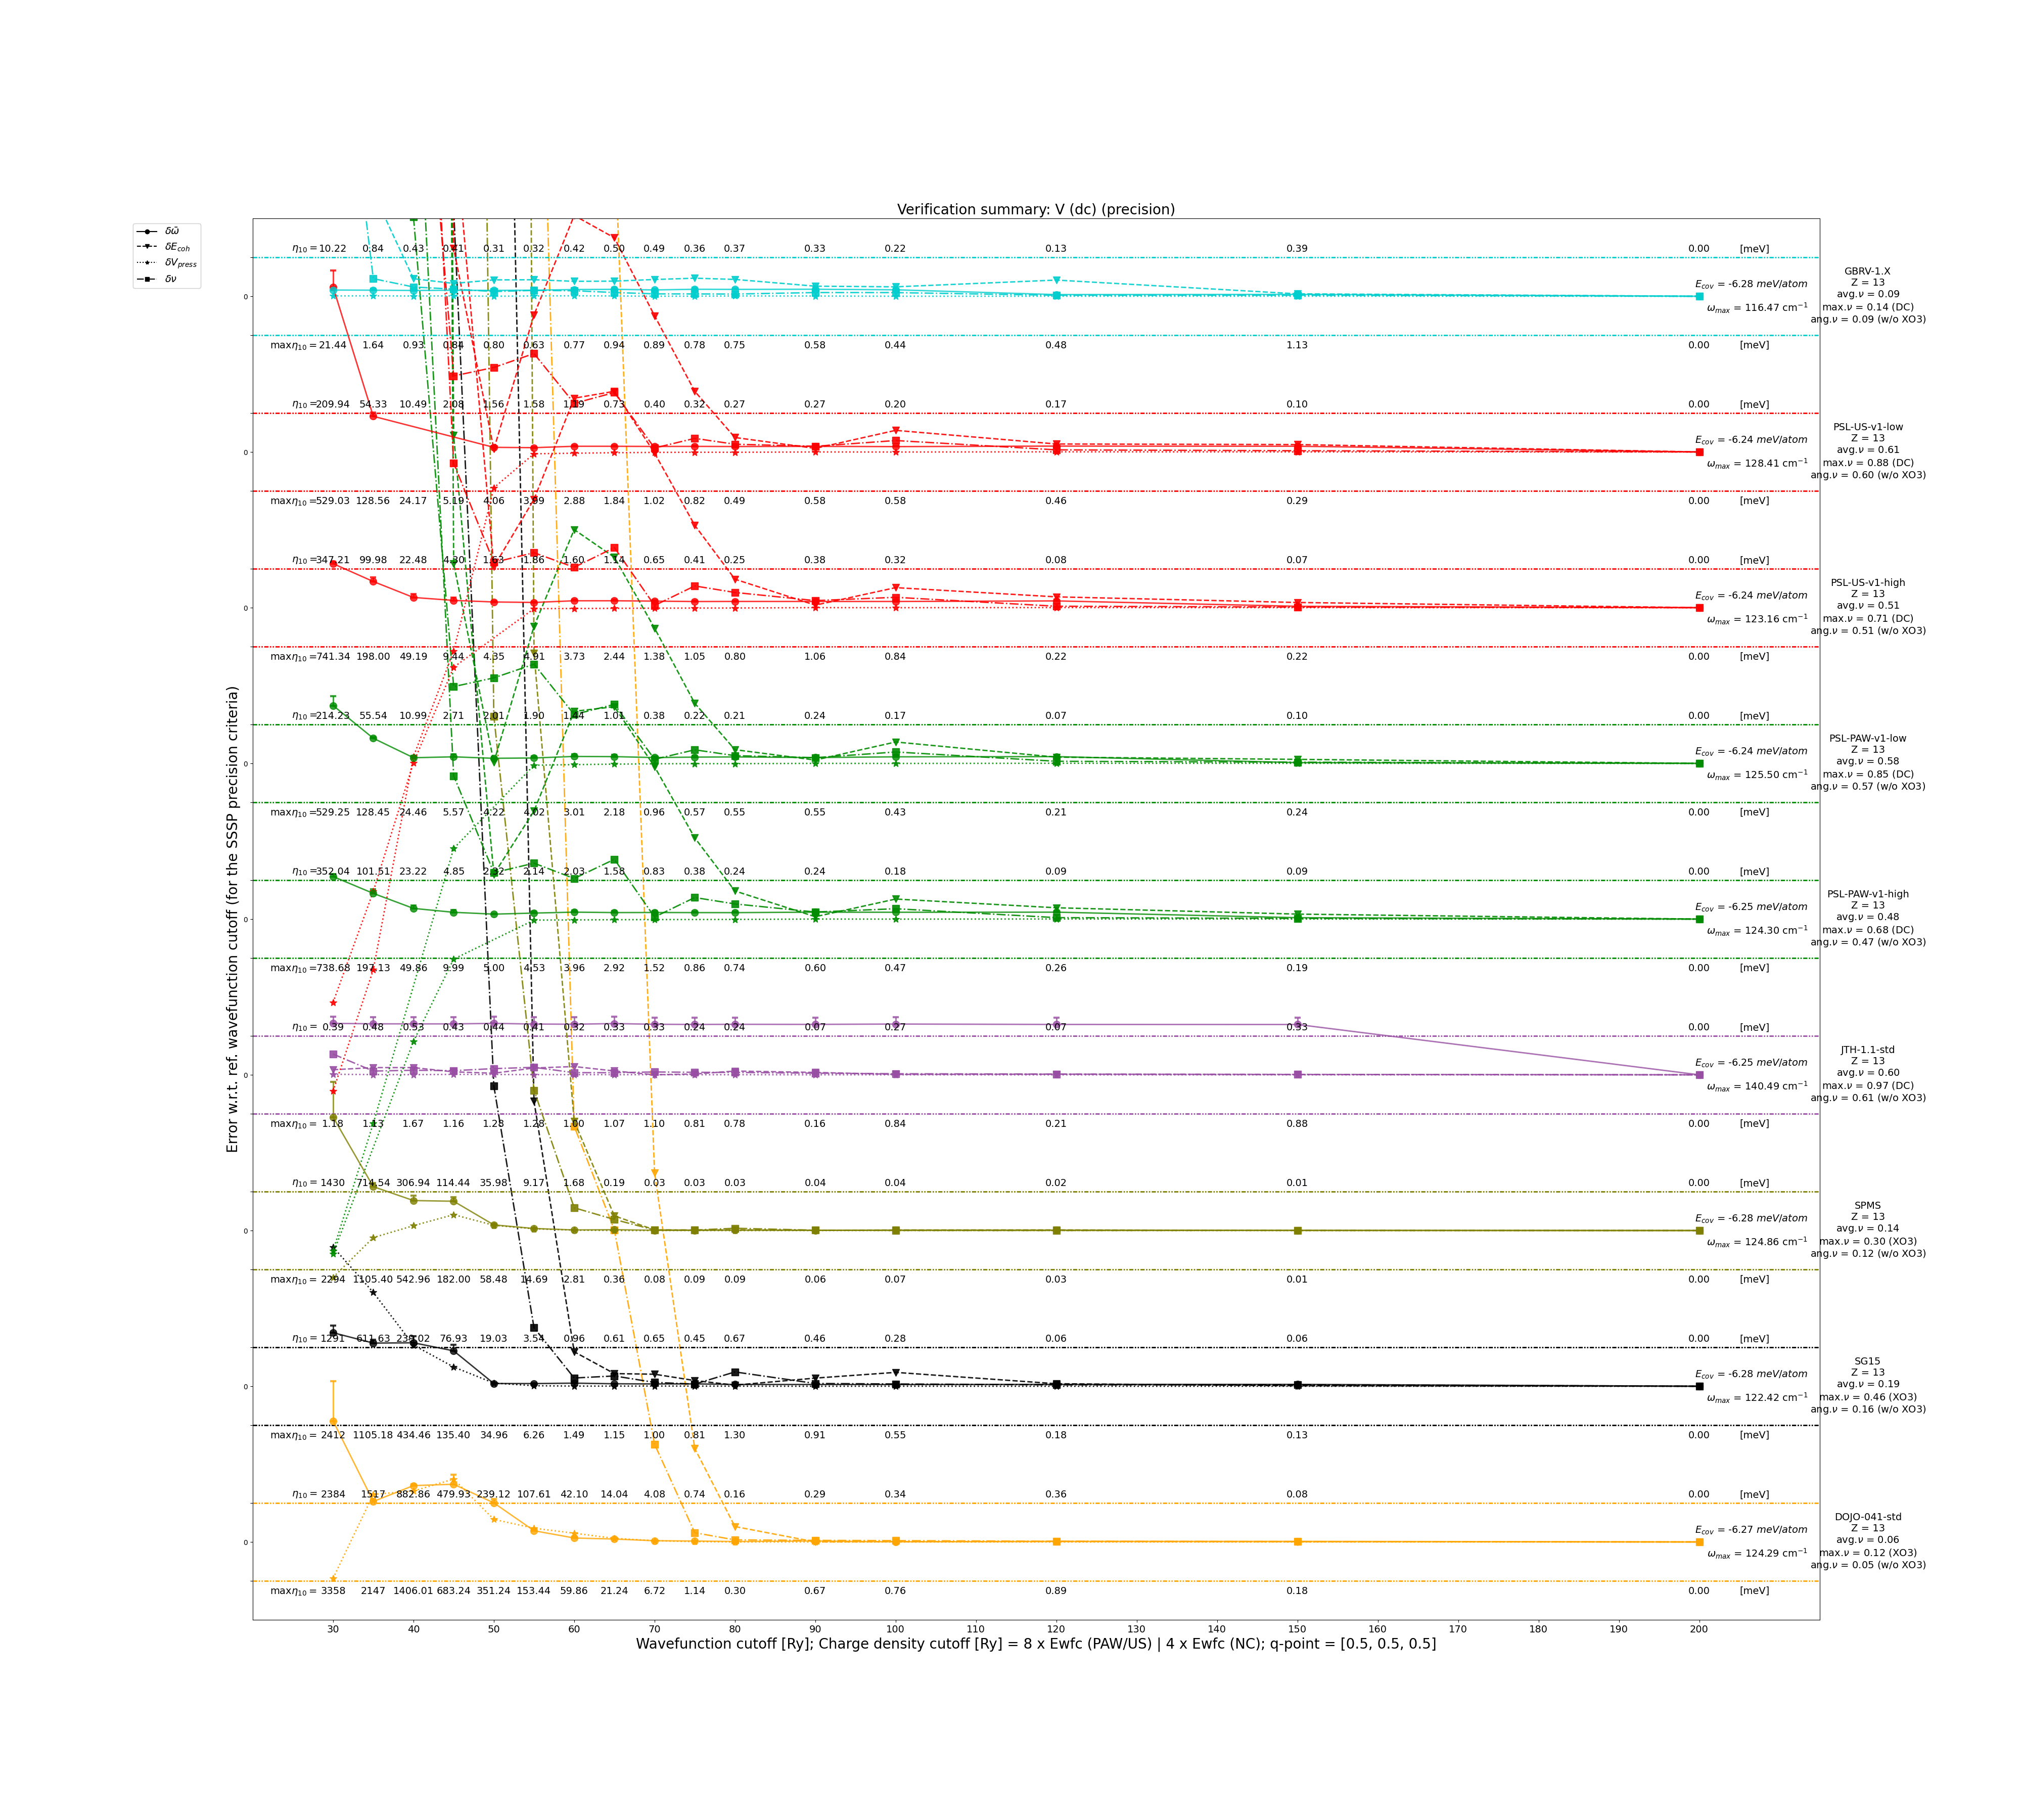 Verification summary: V (dc) (precision)
δω̄
δE_coh
δV_press
δν
Error w.r.t. ref. wavefunction cutoff (for the SSSP precision criteria)
η₁₀ = 10.22 0.84 0.43 0.41 0.31 0.32 0.42 0.50 0.49 0.36 0.37 0.33 0.22 0.13 0.39 0.00 [meV]
0
E_cov = -6.28 meV/atom
ω_max = 116.47 cm⁻¹
GBRV-1.X
Z = 13
avg.ν = 0.09
max.ν = 0.14 (DC)
ang.ν = 0.09 (w/o XO3)
maxη₁₀ = 21.44 1.64 0.93 0.84 0.80 0.63 0.77 0.94 0.89 0.78 0.75 0.58 0.44 0.48 1.13 0.00 [meV]
η₁₀ = 209.94 54.33 10.49 2.08 1.56 1.58 0.73 0.40 0.32 0.27 0.27 0.20 0.17 0.10 0.00 [meV]
0
E_cov = -6.24 meV/atom
ω_max = 128.41 cm⁻¹
PSL-US-v1-low
Z = 13
avg.ν = 0.61
max.ν = 0.88 (DC)
ang.ν = 0.60 (w/o XO3)
maxη₁₀ = 529.03 128.56 24.17 5.19 4.06 2.88 1.84 1.02 0.82 0.49 0.58 0.58 0.46 0.29 0.00 [meV]
η₁₀ = 347.21 99.98 22.48 4.30 1.63 1.86 1.60 1.14 0.65 0.41 0.25 0.38 0.32 0.08 0.07 0.00 [meV]
0
E_cov = -6.24 meV/atom
ω_max = 123.16 cm⁻¹
PSL-US-v1-high
Z = 13
avg.ν = 0.51
max.ν = 0.71 (DC)
ang.ν = 0.51 (w/o XO3)
maxη₁₀ = 741.34 198.00 49.19 9.44 4.35 4.91 3.73 2.44 1.38 1.05 0.80 1.06 0.84 0.22 0.22 0.00 [meV]
η₁₀ = 214.23 55.54 10.99 2.71 1.90 1.44 1.01 0.38 0.22 0.21 0.24 0.17 0.07 0.10 0.00 [meV]
0
E_cov = -6.24 meV/atom
ω_max = 125.50 cm⁻¹
PSL-PAW-v1-low
Z = 13
avg.ν = 0.58
max.ν = 0.85 (DC)
ang.ν = 0.57 (w/o XO3)
maxη₁₀ = 529.25 128.45 24.46 5.57 4.22 4.02 3.01 2.18 0.96 0.57 0.55 0.55 0.43 0.21 0.24 0.00 [meV]
η₁₀ = 352.04 101.51 23.22 4.85 2.14 2.03 1.58 0.83 0.38 0.24 0.24 0.18 0.09 0.09 0.00 [meV]
0
E_cov = -6.25 meV/atom
ω_max = 124.30 cm⁻¹
PSL-PAW-v1-high
Z = 13
avg.ν = 0.48
max.ν = 0.68 (DC)
ang.ν = 0.47 (w/o XO3)
maxη₁₀ = 738.68 197.13 49.86 9.99 5.00 4.53 3.96 2.92 1.52 0.86 0.74 0.60 0.47 0.26 0.19 0.00 [meV]
η₁₀ = 0.39 0.48 0.53 0.43 0.44 0.41 0.32 0.33 0.33 0.24 0.24 0.07 0.27 0.07 0.33 0.00 [meV]
0
E_cov = -6.25 meV/atom
ω_max = 140.49 cm⁻¹
JTH-1.1-std
Z = 13
avg.ν = 0.60
max.ν = 0.97 (DC)
ang.ν = 0.61 (w/o XO3)
maxη₁₀ = 1.18 1.13 1.67 1.16 1.28 1.28 1.00 1.07 1.10 0.81 0.78 0.16 0.84 0.21 0.88 0.00 [meV]
η₁₀ = 1430 714.54 306.94 114.44 35.98 9.17 1.68 0.19 0.03 0.03 0.03 0.04 0.04 0.02 0.01 0.00 [meV]
0
E_cov = -6.28 meV/atom
ω_max = 124.86 cm⁻¹
SPMS
Z = 13
avg.ν = 0.14
max.ν = 0.30 (XO3)
ang.ν = 0.12 (w/o XO3)
maxη₁₀ = 2294 1105.40 542.96 182.00 58.48 14.69 2.81 0.36 0.08 0.09 0.09 0.06 0.07 0.03 0.01 0.00 [meV]
η₁₀ = 1291 611.63 76.93 19.03 3.54 0.96 0.61 0.65 0.45 0.67 0.46 0.28 0.06 0.06 0.00 [meV]
0
E_cov = -6.28 meV/atom
ω_max = 122.42 cm⁻¹
SG15
Z = 13
avg.ν = 0.19
max.ν = 0.46 (XO3)
ang.ν = 0.16 (w/o XO3)
maxη₁₀ = 2412 1105.18 434.46 135.40 34.96 6.26 1.49 1.15 1.00 0.81 1.30 0.91 0.55 0.18 0.13 0.00 [meV]
η₁₀ = 2384 1517 882.86 479.93 239.12 107.61 42.10 14.04 4.08 0.74 0.16 0.29 0.34 0.36 0.08 0.00 [meV]
0
E_cov = -6.27 meV/atom
ω_max = 124.29 cm⁻¹
DOJO-041-std
Z = 13
avg.ν = 0.06
max.ν = 0.12 (XO3)
ang.ν = 0.05 (w/o XO3)
maxη₁₀ = 3358 2147 1406.01 683.24 351.24 153.44 59.86 21.24 6.72 1.14 0.30 0.67 0.76 0.89 0.18 0.00 [meV]
30 40 50 60 70 80 90 100 110 120 130 140 150 160 170 180 190 200
Wavefunction cutoff [Ry]; Charge density cutoff [Ry] = 8 x Ewfc (PAW/US) | 4 x Ewfc (NC); q-point = [0.5, 0.5, 0.5]